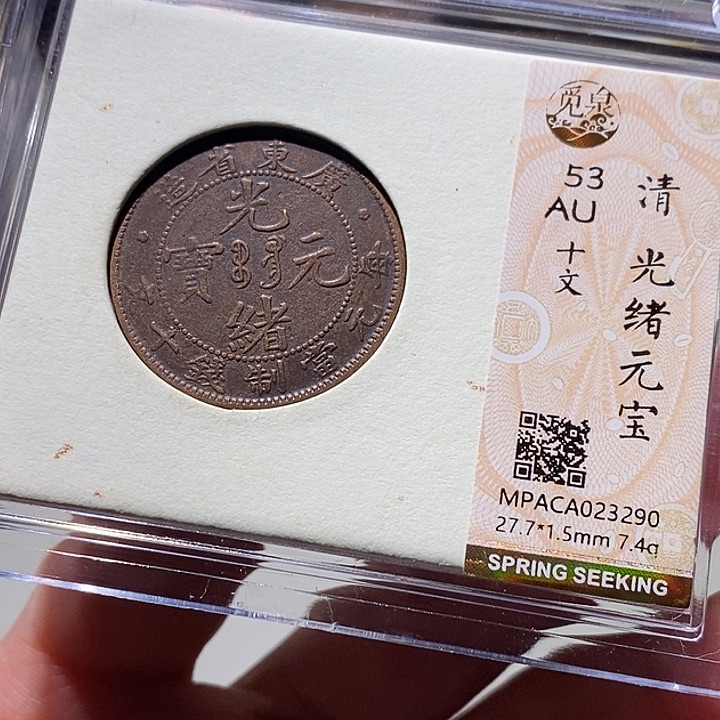 廣東省造
光緒元寶
每元當制錢十文
觅泉
53
AU
十文
清 光緒元宝
MPACA023290
27.7*1.5mm 7.4g
SPRING SEEKING